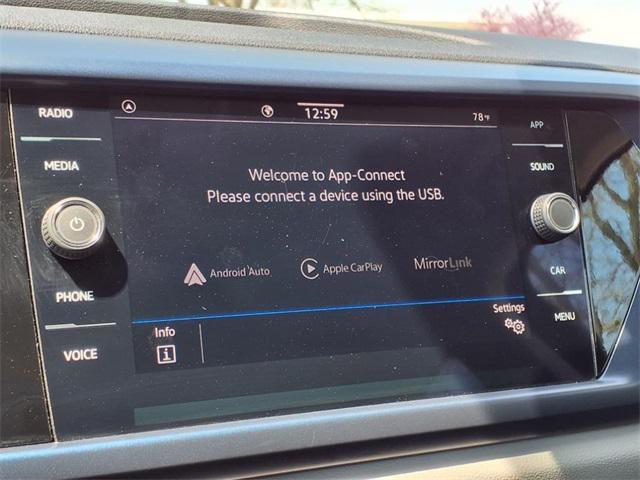 RADIO
MEDIA
PHONE
VOICE
12:59
78°F
Welcome to App-Connect
Please connect a device using the USB.
Android Auto
Apple CarPlay
MirrorLink
Info
Settings
APP
SOUND
CAR
MENU